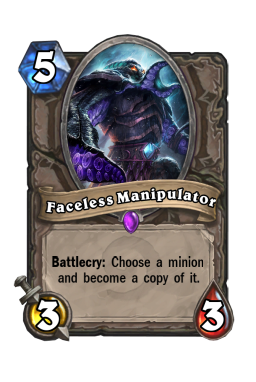 5
Faceless Manipulator
Battlecry: Choose a minion
and become a copy of it.
3
3